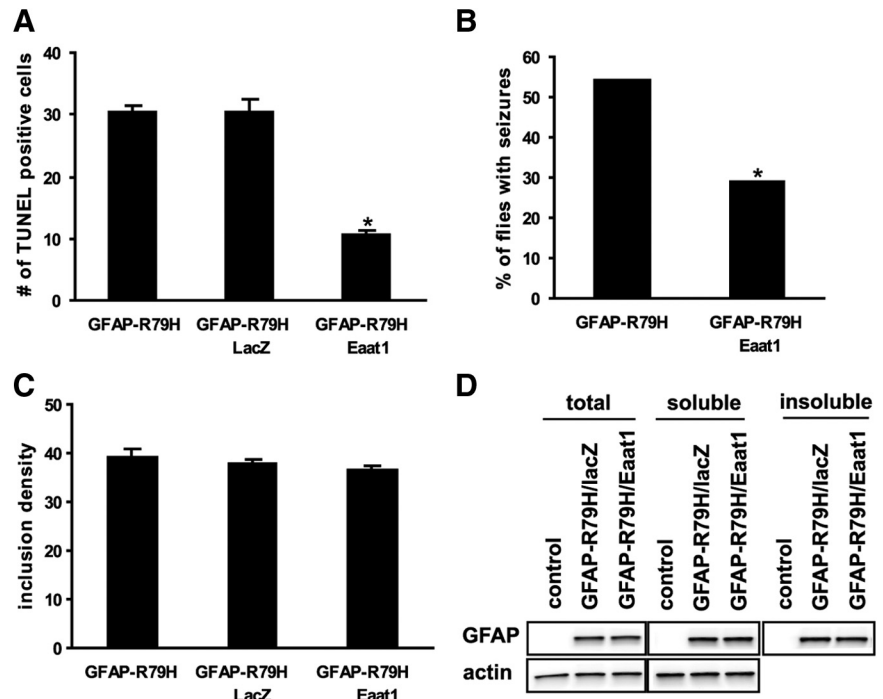 A
# of TUNEL positive cells
40
30
20
10
0
GFAP-R79H
GFAP-R79H
LacZ
GFAP-R79H
Eaat1
*
B
% of flies with seizures
60
50
40
30
20
10
0
GFAP-R79H
GFAP-R79H
Eaat1
*
C
inclusion density
50
40
30
20
10
0
GFAP-R79H
GFAP-R79H
LacZ
GFAP-R79H
Eaat1
D
total
soluble
insoluble
control
GFAP-R79H/lacZ
GFAP-R79H/Eaat1
control
GFAP-R79H/lacZ
GFAP-R79H/Eaat1
control
GFAP-R79H/lacZ
GFAP-R79H/Eaat1
GFAP
actin